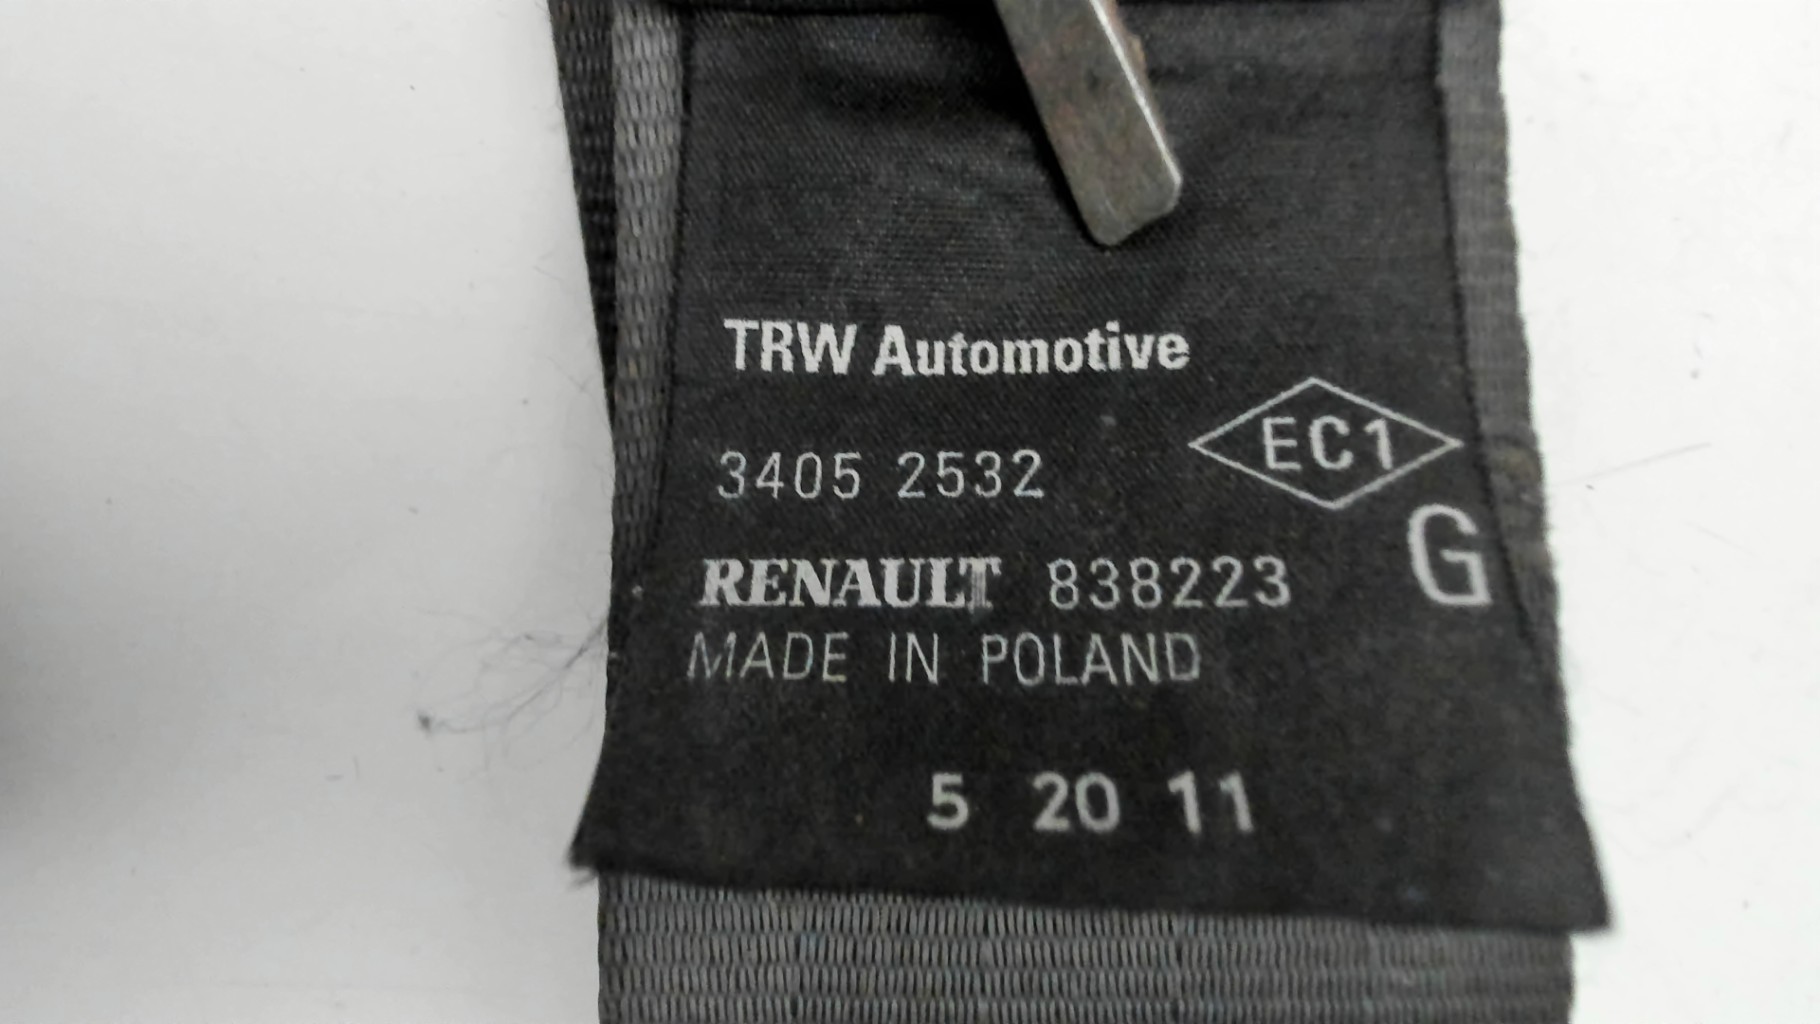 TRW Automotive
EC1
3405 2532
G
RENAULT 838223
MADE IN POLAND
5 20 11